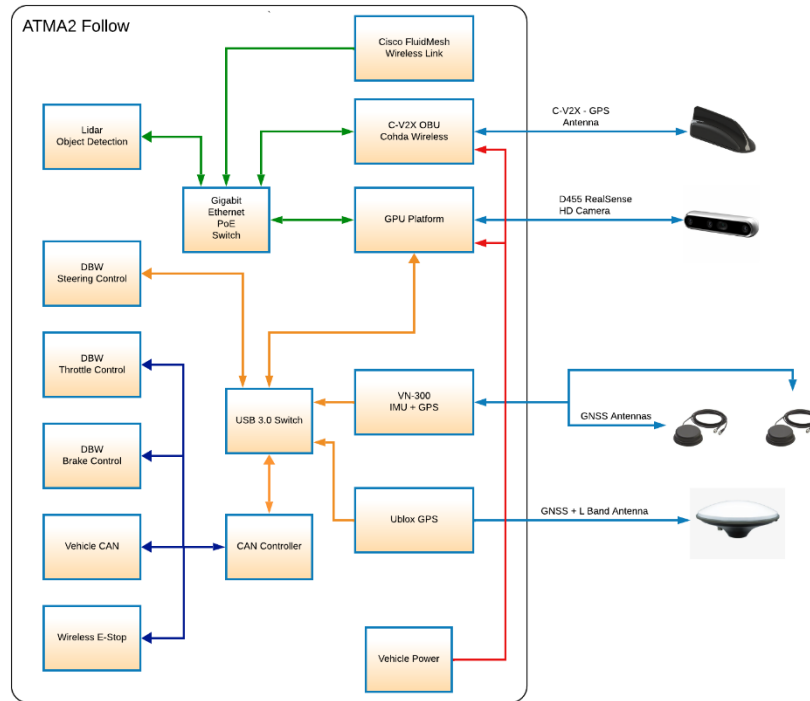 ATMA2 Follow
Cisco FluidMesh
Wireless Link
Lidar
Object Detection
C-V2X OBU
Cohda Wireless
C-V2X - GPS
Antenna
Gigabit
Ethernet
PoE
Switch
GPU Platform
D455 RealSense
HD Camera
DBW
Steering Control
DBW
Throttle Control
USB 3.0 Switch
VN-300
IMU + GPS
GNSS Antennas
DBW
Brake Control
Vehicle CAN
CAN Controller
Ublox GPS
GNSS + L Band Antenna
Wireless E-Stop
Vehicle Power